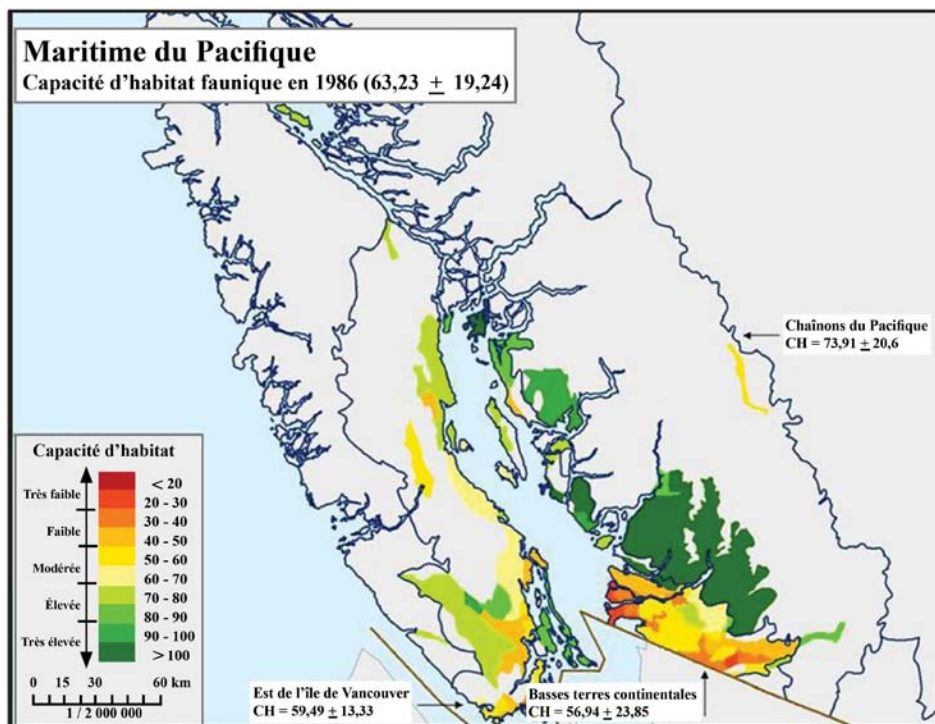 Maritime du Pacifique
Capacité d'habitat faunique en 1986 (63,23 ± 19,24)
Chaînons du Pacifique
CH = 73,91 ± 20,6
Capacité d'habitat
Très faible
Faible
Modérée
Élevée
Très élevée
< 20
20 - 30
30 - 40
40 - 50
50 - 60
60 - 70
70 - 80
80 - 90
90 - 100
> 100
0 15 30 60 km
1 / 2 000 000
Est de l'île de Vancouver
CH = 59,49 ± 13,33
Basses terres continentales
CH = 56,94 ± 23,85